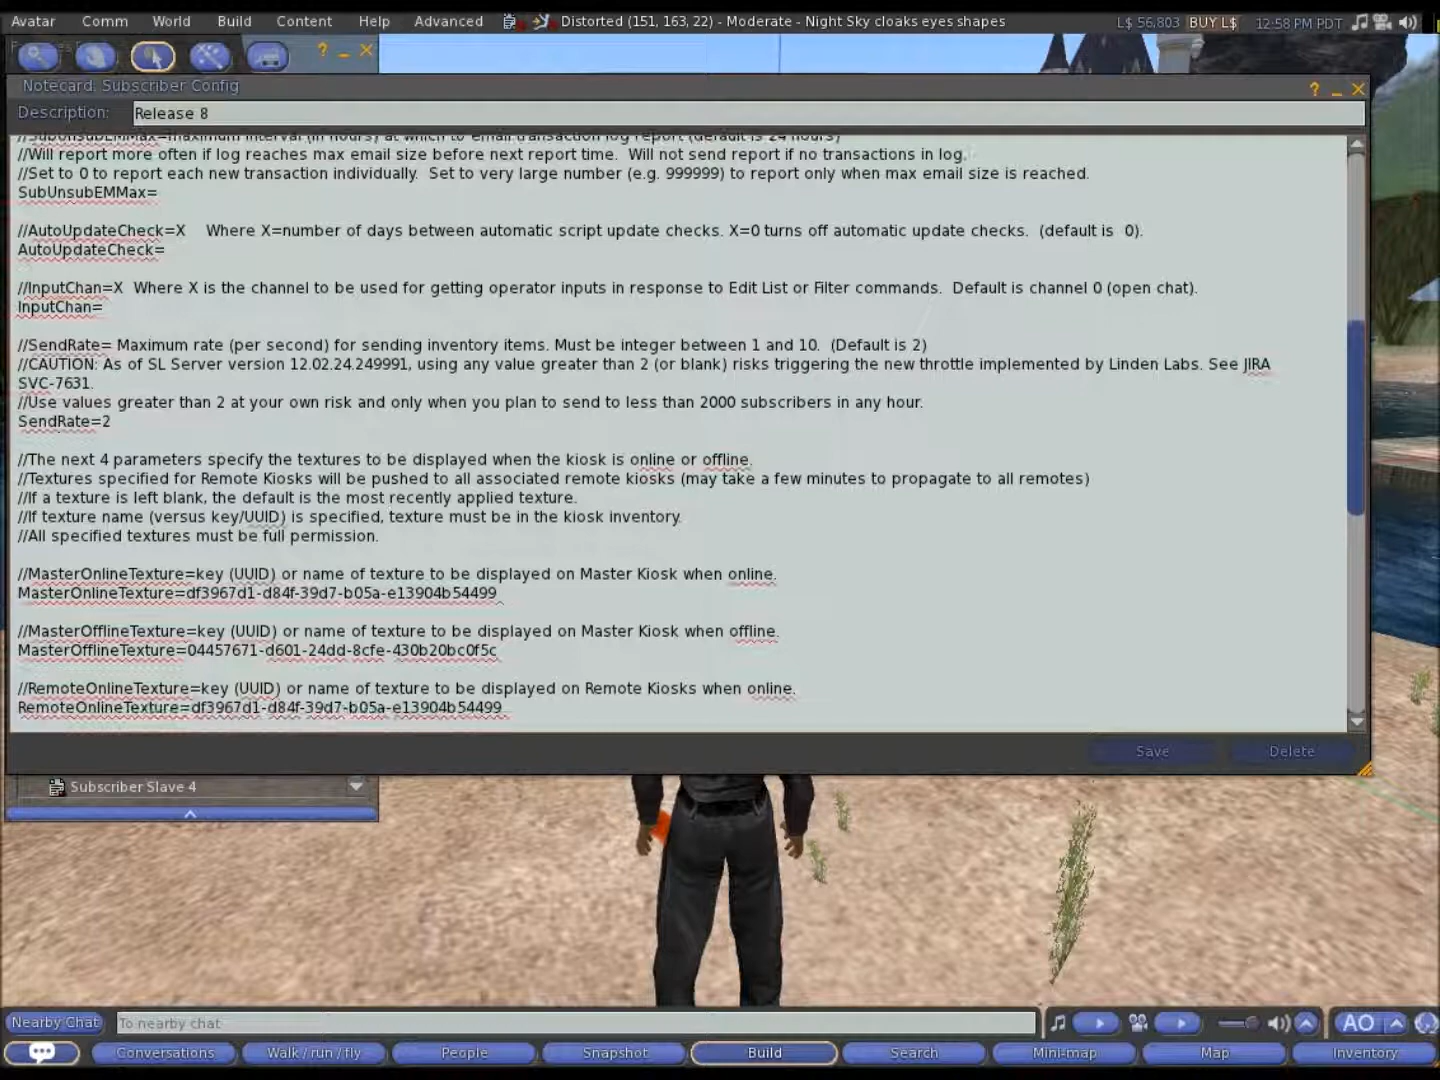 Avatar Comm World Build Content Help Advanced Distorted (151, 163, 22) - Moderate - Night Sky cloaks eyes shapes L$ 56,803 BUY L$ 12:58 PM PDT
? _ X
Notecard: Subscriber Config ? _ X
Description: Release 8
//SubUnsubEMMax=maximum interval (in hours) at which to email transaction log report (default is 24 hours)
//Will report more often if log reaches max email size before next report time.  Will not send report if no transactions in log.
//Set to 0 to report each new transaction individually.  Set to very large number (e.g. 999999) to report only when max email size is reached.
SubUnsubEMMax=
//AutoUpdateCheck=X    Where X=number of days between automatic script update checks. X=0 turns off automatic update checks.  (default is  0).
AutoUpdateCheck=
//InputChan=X  Where X is the channel to be used for getting operator inputs in response to Edit List or Filter commands.  Default is channel 0 (open chat).
InputChan=
//SendRate= Maximum rate (per second) for sending inventory items. Must be integer between 1 and 10.  (Default is 2)
//CAUTION: As of SL Server version 12.02.24.249991, using any value greater than 2 (or blank) risks triggering the new throttle implemented by Linden Labs. See JIRA
SVC-7631.
//Use values greater than 2 at your own risk and only when you plan to send to less than 2000 subscribers in any hour.
SendRate=2
//The next 4 parameters specify the textures to be displayed when the kiosk is online or offline.
//Textures specified for Remote Kiosks will be pushed to all associated remote kiosks (may take a few minutes to propagate to all remotes)
//If a texture is left blank, the default is the most recently applied texture.
//If texture name (versus key/UUID) is specified, texture must be in the kiosk inventory.
//All specified textures must be full permission.
//MasterOnlineTexture=key (UUID) or name of texture to be displayed on Master Kiosk when online.
MasterOnlineTexture=df3967d1-d84f-39d7-b05a-e13904b54499
//MasterOfflineTexture=key (UUID) or name of texture to be displayed on Master Kiosk when offline.
MasterOfflineTexture=04457671-d601-24dd-8cfe-430b20bc0f5c
//RemoteOnlineTexture=key (UUID) or name of texture to be displayed on Remote Kiosks when online.
RemoteOnlineTexture=df3967d1-d84f-39d7-b05a-e13904b54499
Save Delete
Subscriber Slave 4
Nearby Chat To nearby chat AO
Conversations Walk / run / fly People Snapshot Build Search Mini-map Map Inventory